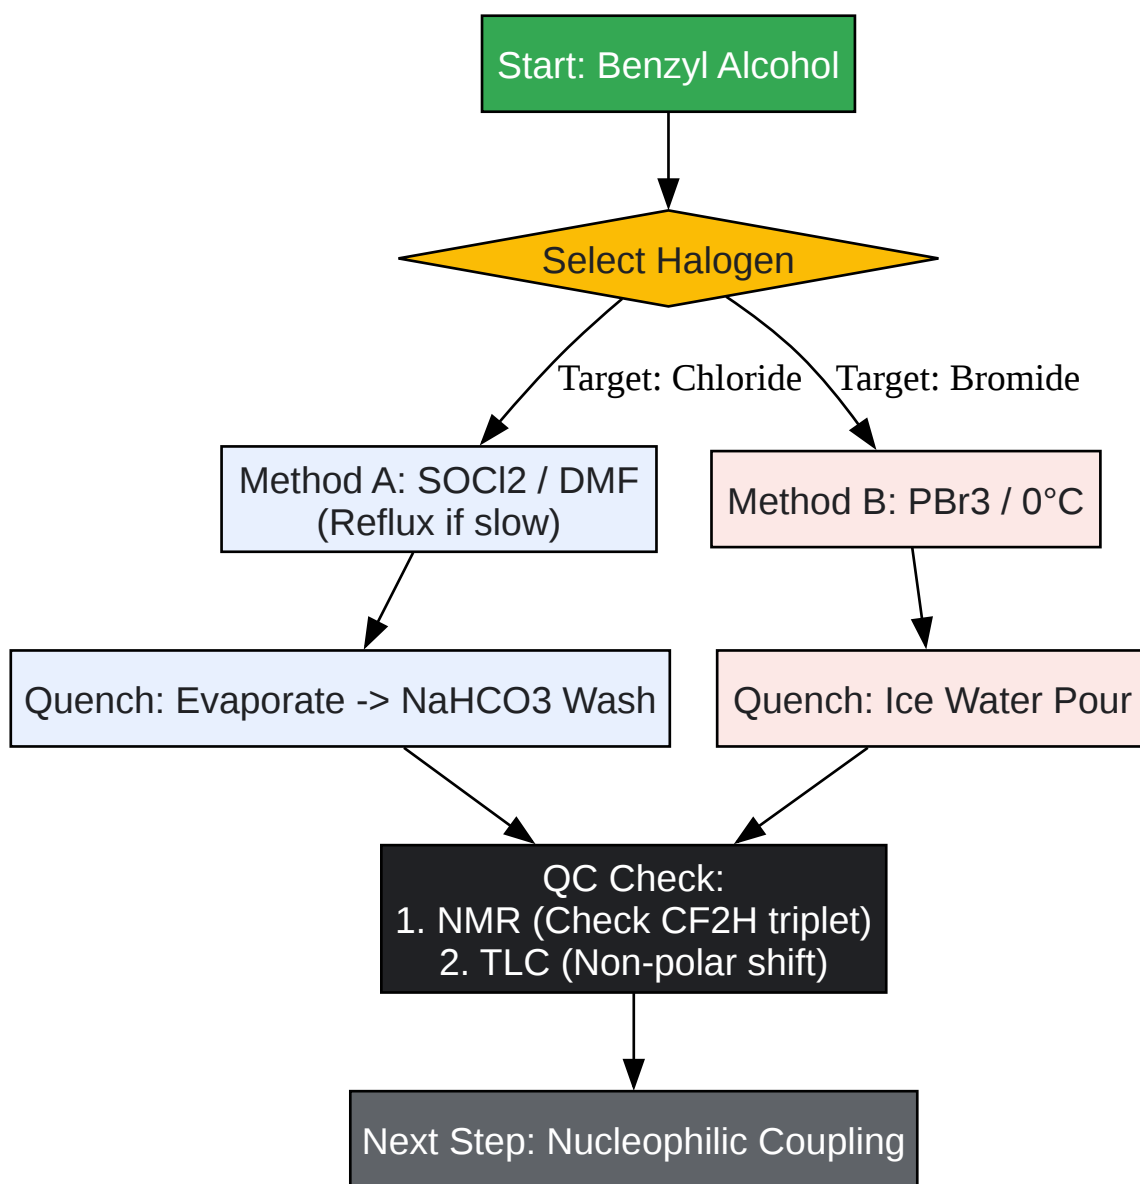 Start: Benzyl Alcohol
Select Halogen
Target: Chloride
Target: Bromide
Method A: SOCl2 / DMF
(Reflux if slow)
Method B: PBr3 / 0°C
Quench: Evaporate -> NaHCO3 Wash
Quench: Ice Water Pour
QC Check:
1. NMR (Check CF2H triplet)
2. TLC (Non-polar shift)
Next Step: Nucleophilic Coupling